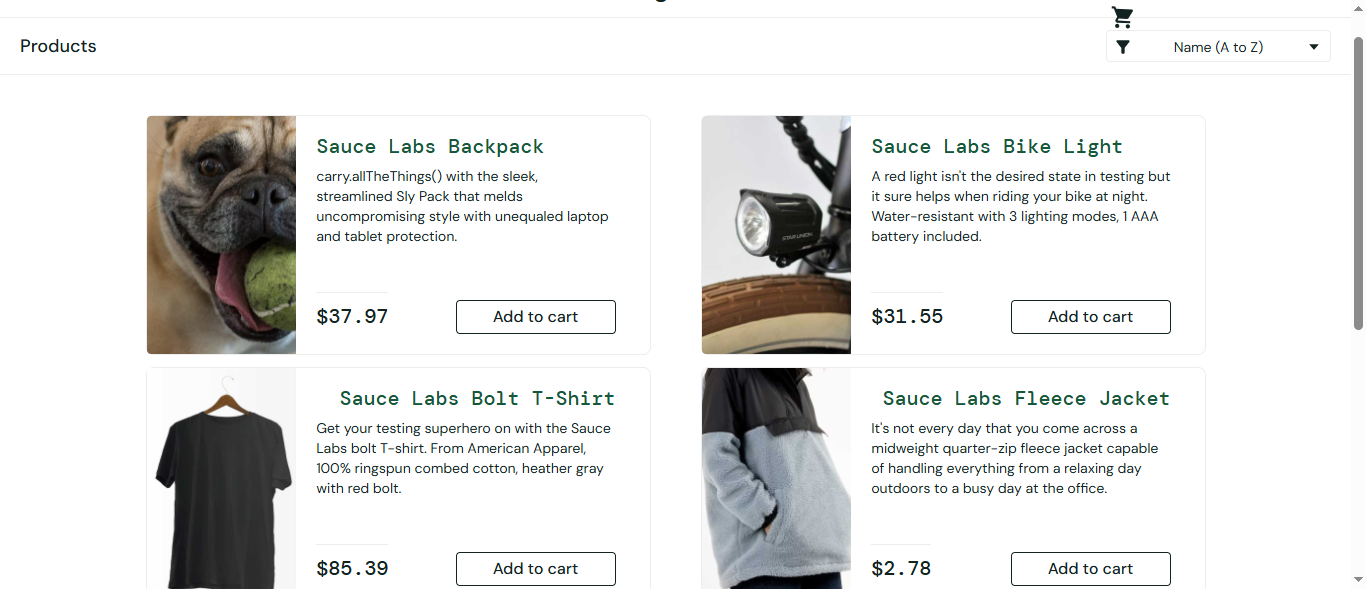 Products
Name (A to Z)
Sauce Labs Backpack
carry.allTheThings() with the sleek,
streamlined Sly Pack that melds
uncompromising style with unequaled laptop
and tablet protection.
$37.97
Add to cart
Sauce Labs Bike Light
A red light isn't the desired state in testing but
it sure helps when riding your bike at night.
Water-resistant with 3 lighting modes, 1 AAA
battery included.
STAR UNION
$31.55
Add to cart
Sauce Labs Bolt T-Shirt
Get your testing superhero on with the Sauce
Labs bolt T-shirt. From American Apparel,
100% ringspun combed cotton, heather gray
with red bolt.
$85.39
Add to cart
Sauce Labs Fleece Jacket
It's not every day that you come across a
midweight quarter-zip fleece jacket capable
of handling everything from a relaxing day
outdoors to a busy day at the office.
$2.78
Add to cart